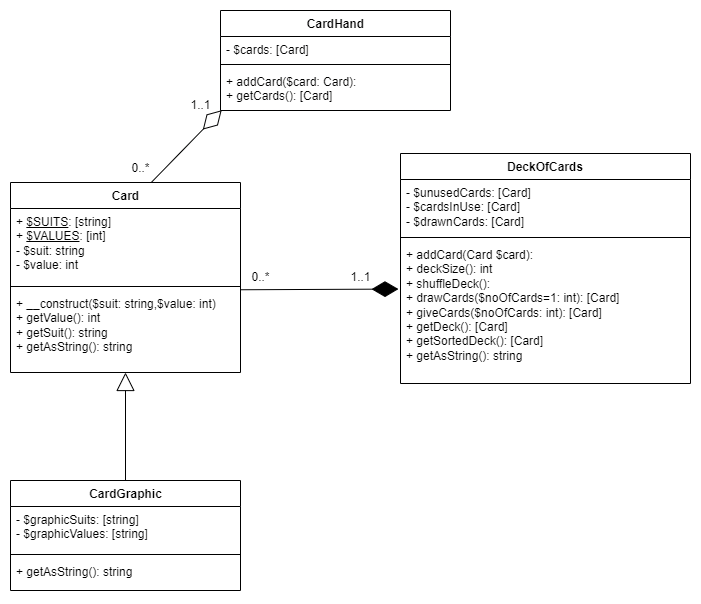 CardHand
- $cards: [Card]
+ addCard($card: Card):
+ getCards(): [Card]
1..1
0..*
Card
+ $SUITS: [string]
+ $VALUES: [int]
- $suit: string
- $value: int
+ __construct($suit: string,$value: int)
+ getValue(): int
+ getSuit(): string
+ getAsString(): string
0..*
1..1
DeckOfCards
- $unusedCards: [Card]
- $cardsInUse: [Card]
- $drawnCards: [Card]
+ addCard(Card $card):
+ deckSize(): int
+ shuffleDeck():
+ drawCards($noOfCards=1: int): [Card]
+ giveCards($noOfCards: int): [Card]
+ getDeck(): [Card]
+ getSortedDeck(): [Card]
+ getAsString(): string
CardGraphic
- $graphicSuits: [string]
- $graphicValues: [string]
+ getAsString(): string